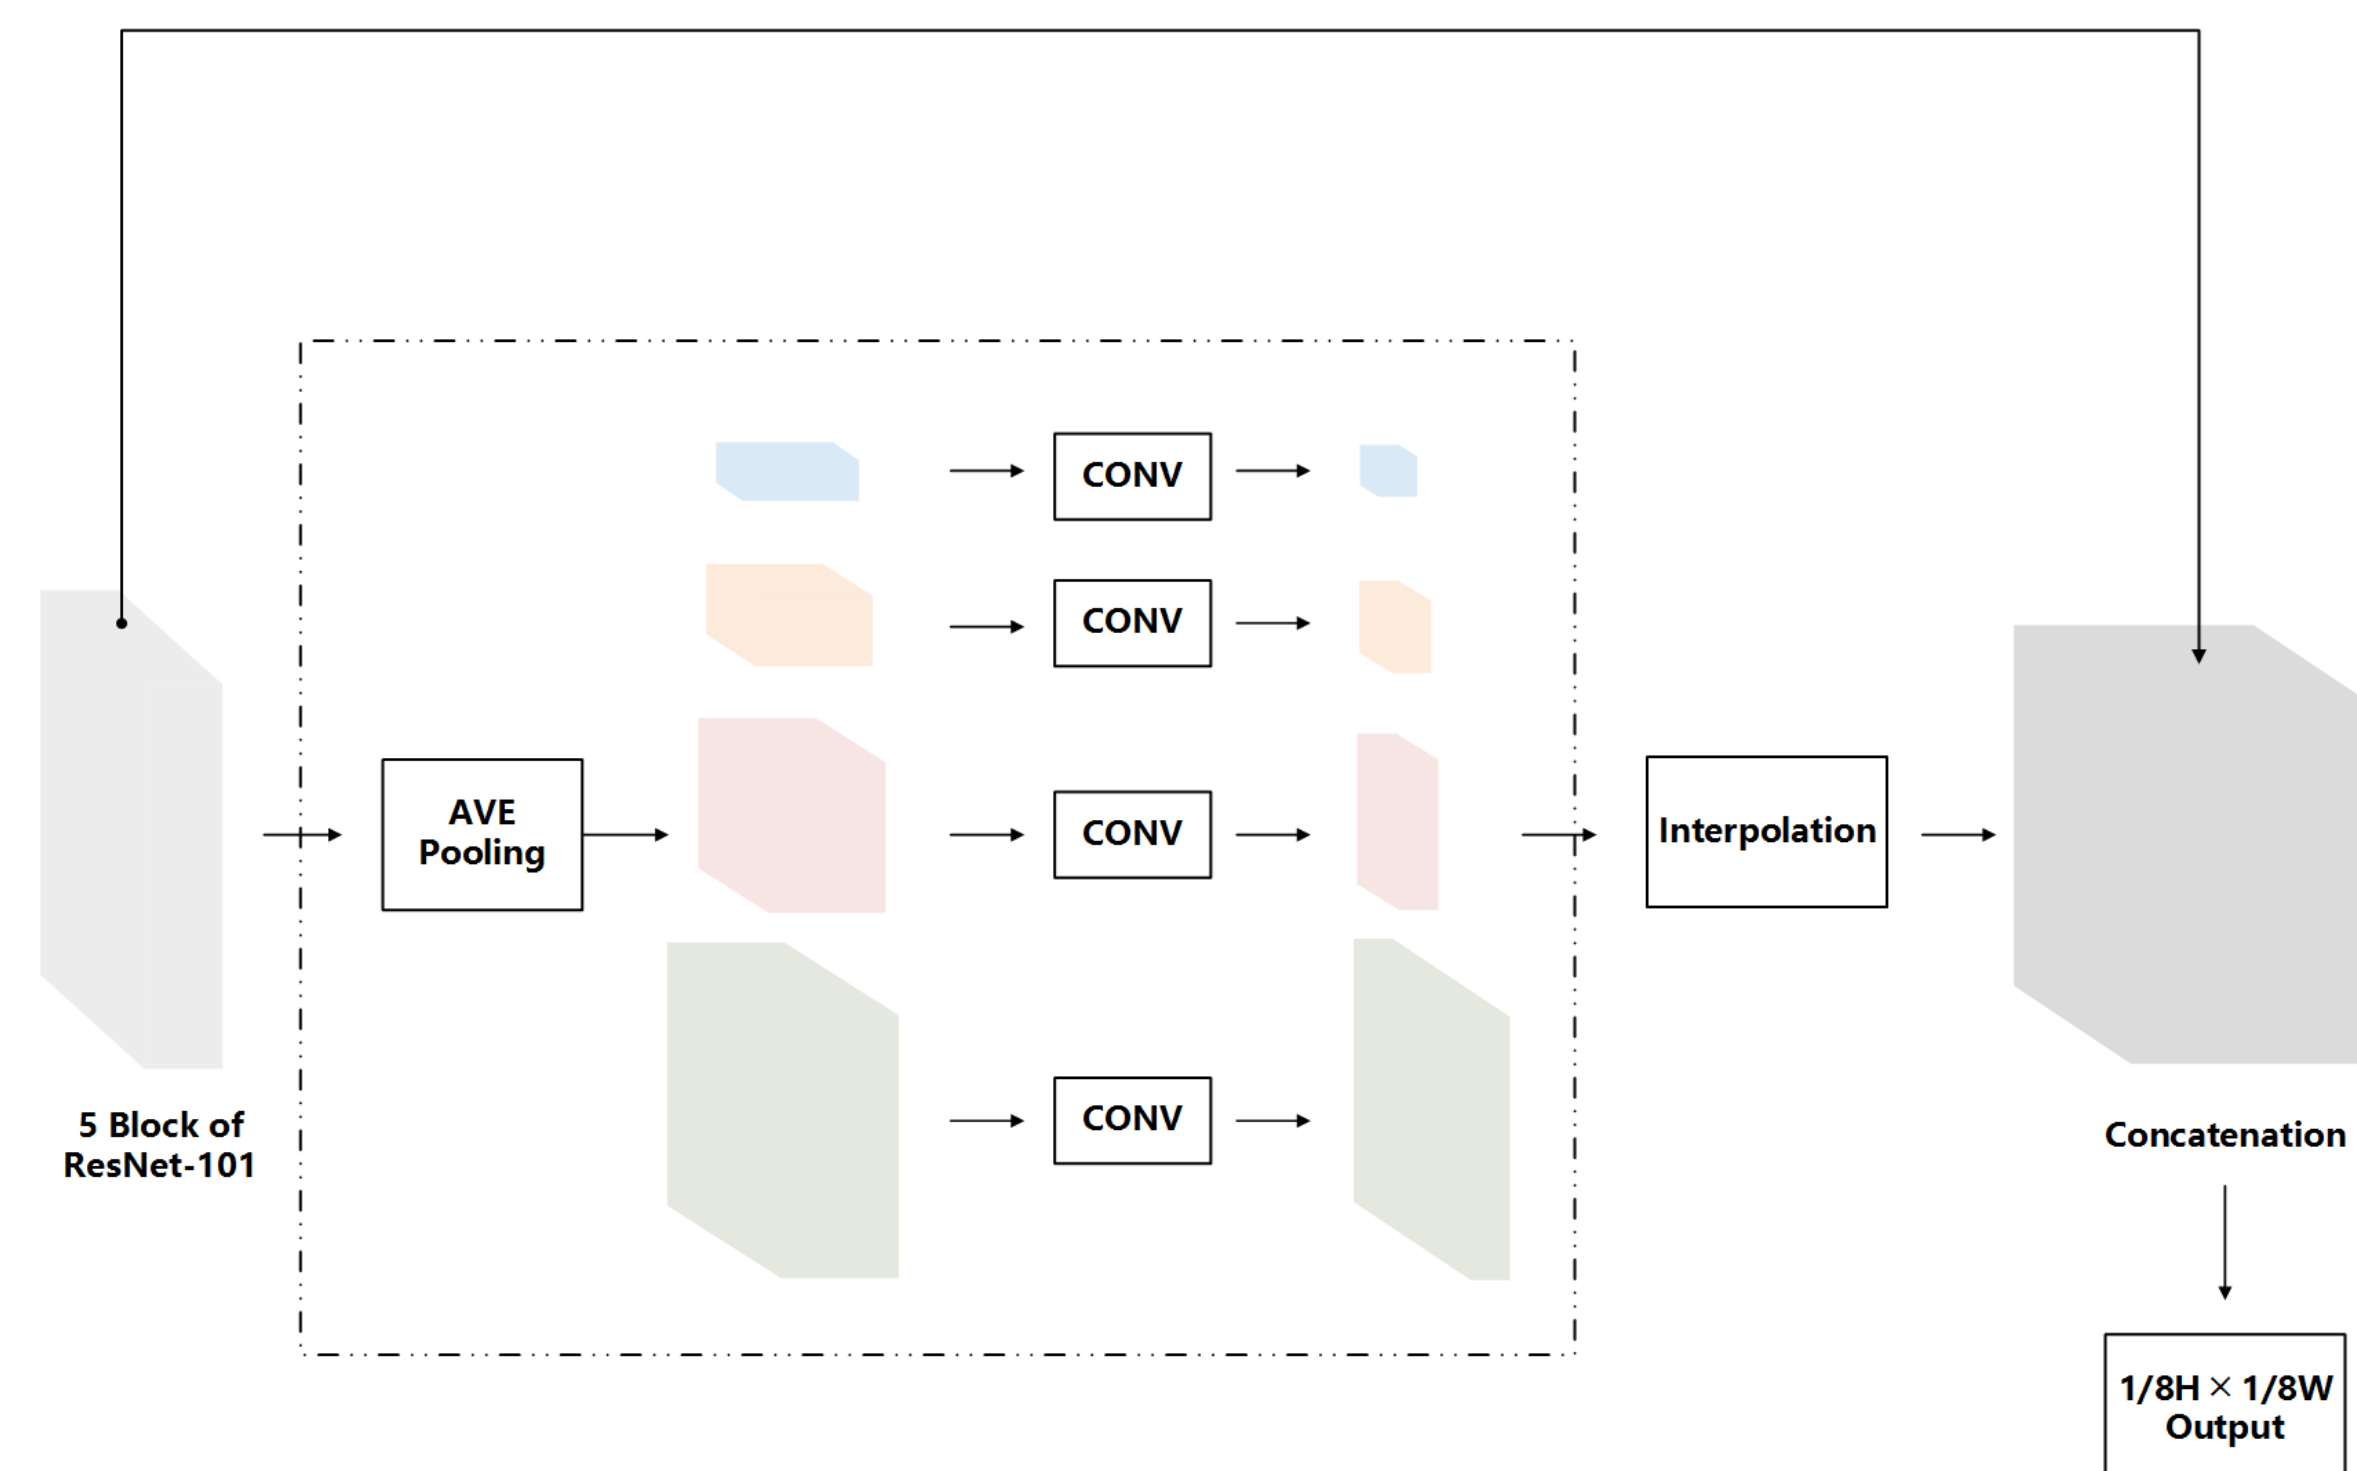 CONV
CONV
AVE
Pooling
CONV
Interpolation
CONV
5 Block of
ResNet-101
Concatenation
1/8H × 1/8W
Output